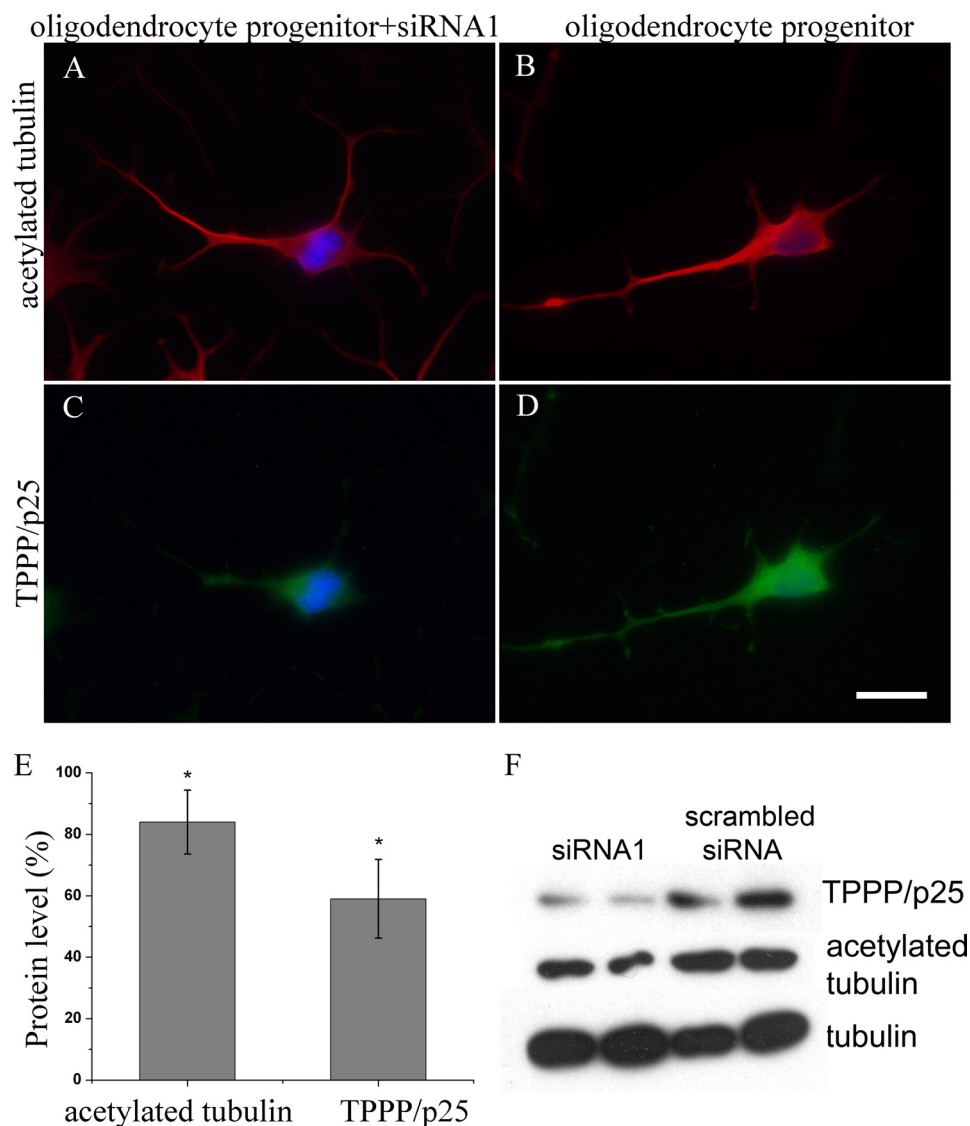 oligodendrocyte progenitor+siRNA1
oligodendrocyte progenitor
acetylated tubulin
A
B
TPPP/p25
C
D
E
Protein level (%)
100
80
60
40
20
0
*
*
acetylated tubulin
TPPP/p25
F
siRNA1
scrambled
siRNA
TPPP/p25
acetylated
tubulin
tubulin